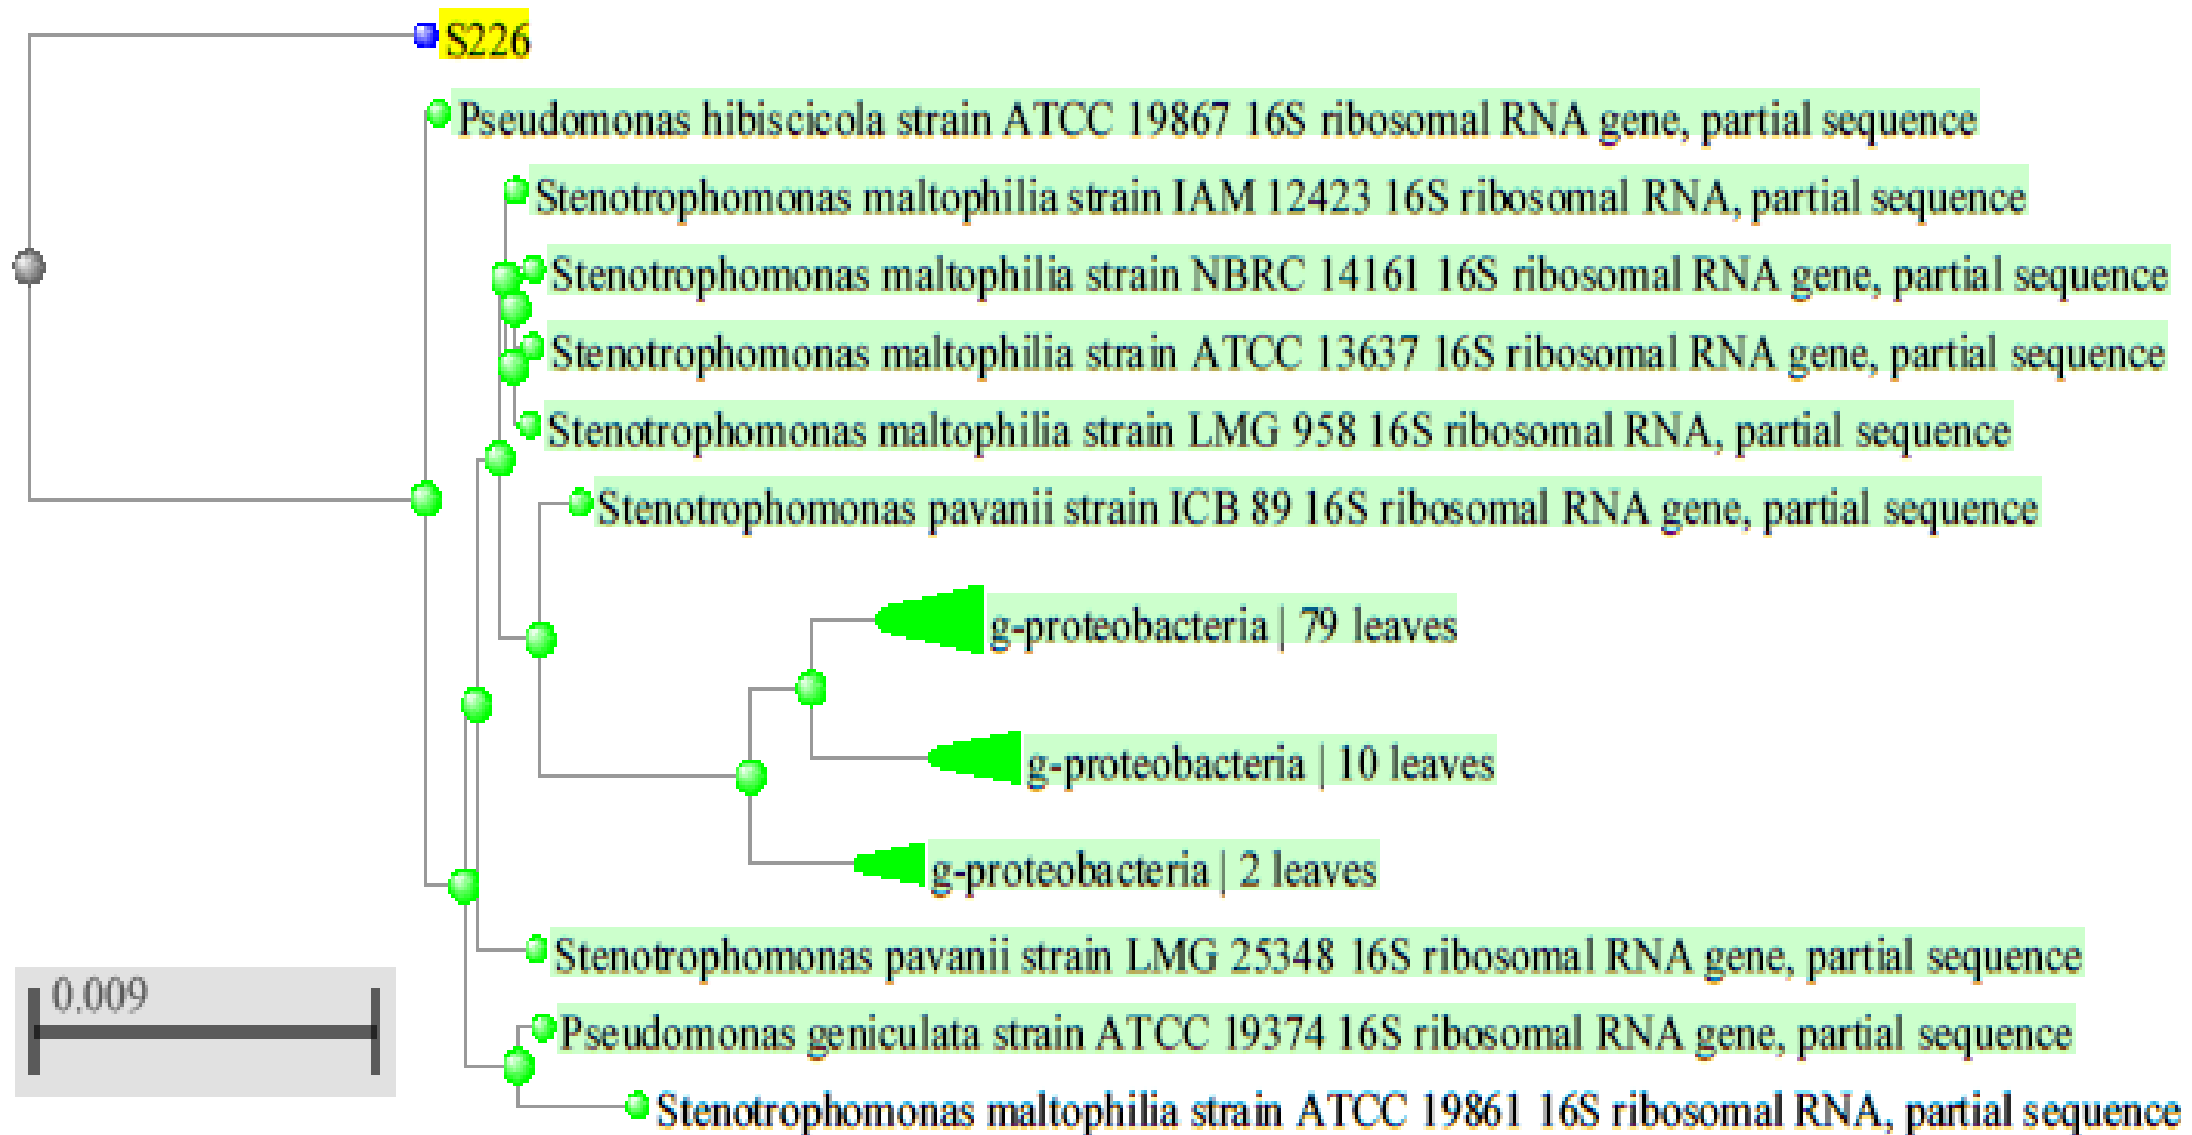 S226
Pseudomonas hibiscicola strain ATCC 19867 16S ribosomal RNA gene, partial sequence
Stenotrophomonas maltophilia strain IAM 12423 16S ribosomal RNA, partial sequence
Stenotrophomonas maltophilia strain NBRC 14161 16S ribosomal RNA gene, partial sequence
Stenotrophomonas maltophilia strain ATCC 13637 16S ribosomal RNA gene, partial sequence
Stenotrophomonas maltophilia strain LMG 958 16S ribosomal RNA, partial sequence
Stenotrophomonas pavanii strain ICB 89 16S ribosomal RNA gene, partial sequence
g-proteobacteria | 79 leaves
g-proteobacteria | 10 leaves
g-proteobacteria | 2 leaves
Stenotrophomonas pavanii strain LMG 25348 16S ribosomal RNA gene, partial sequence
0.009
Pseudomonas geniculata strain ATCC 19374 16S ribosomal RNA gene, partial sequence
Stenotrophomonas maltophilia strain ATCC 19861 16S ribosomal RNA, partial sequence